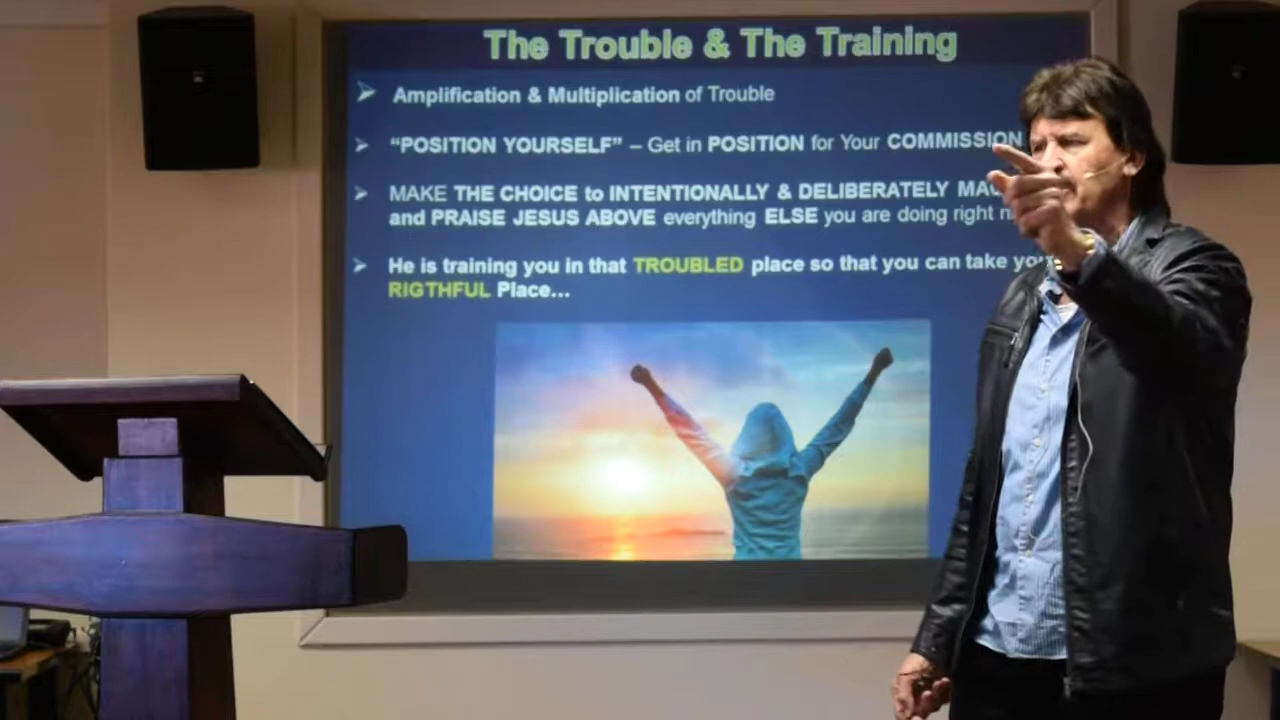 The Trouble & The Training
Amplification & Multiplication of Trouble
“POSITION YOURSELF” – Get in POSITION for Your COMMISSION
MAKE THE CHOICE to INTENTIONALLY & DELIBERATELY
and PRAISE JESUS ABOVE everything ELSE you are doing right
He is training you in that TROUBLED place so that you can take
RIGTHFUL Place...